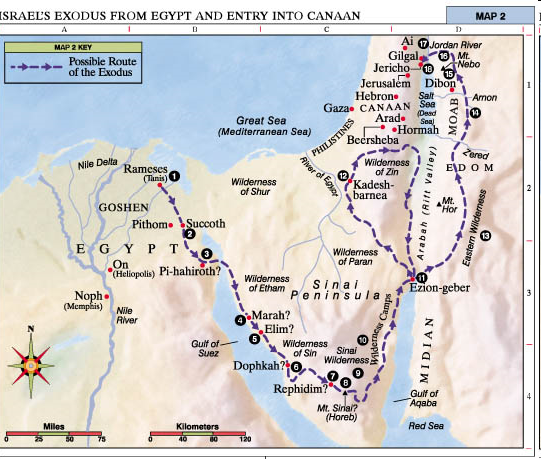 ISRAEL'S EXODUS FROM EGYPT AND ENTRY INTO CANAAN
MAP 2
A
D
C
D
MAP 2 KEY
Possible Route
of the Exodus
Ai
17
Jordan River
Gilgal
16
Mt.
Nebo
Jericho
18
15
Jerusalem
Dibon
1
Hebron
Salt
Sea
(Dead
Sea)
Arnon
CANAAN
Gaza
MOAB
14
Arad
Hormah
Great Sea
(Mediterranean Sea)
PHILISTINES
Beersheba
Zered
Nile Delta
Wilderness
of Zin
EDOM
Rameses
(Tanis)
1
River of Egypt
12
Kadesh-
barnea
Arabah (Rift Valley)
2
Wilderness
of Shur
Mt.
Hor
GOSHEN
Eastern Wilderness
Pithom
Succoth
2
13
EGYPT
3
Wilderness
of Paran
On
(Heliopolis)
Pi-hahiroth?
11
Ezion-geber
Wilderness
of Etham
Sinai
Peninsula
3
Noph
(Memphis)
Nile
River
4
Marah?
Wilderness Camps
Elim?
5
10
MIDIAN
Gulf of
Suez
Wilderness
of Sin
Sinai
Wilderness
N
Dophkah?
6
7
9
8
Rephidim?
Gulf of
Aqaba
4
Mt. Sinai?
(Horeb)
Red Sea
Miles
Kilometers
0
25
50
75
0
40
80
120